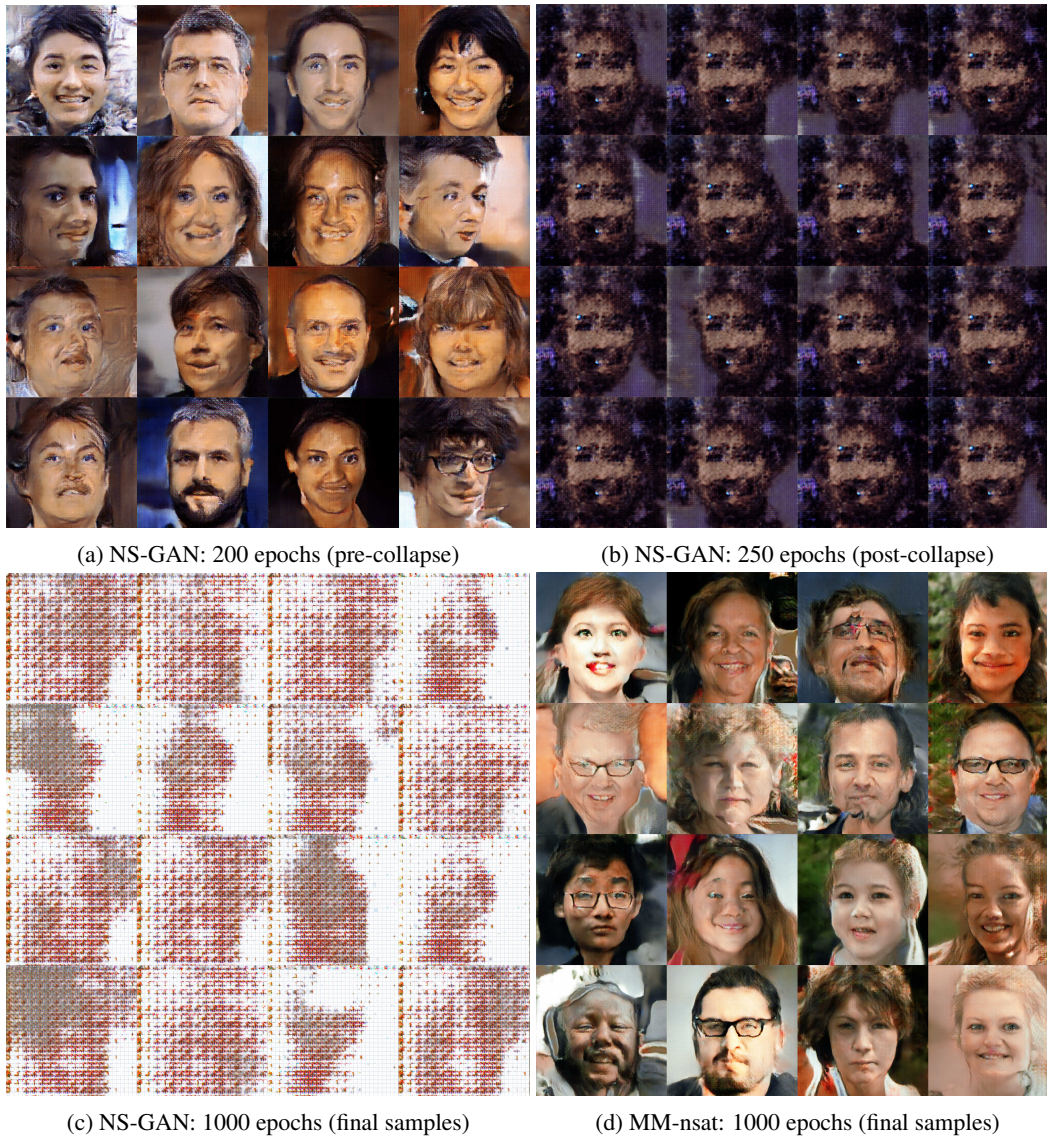 (a) NS-GAN: 200 epochs (pre-collapse)
(b) NS-GAN: 250 epochs (post-collapse)
(c) NS-GAN: 1000 epochs (final samples)
(d) MM-nsat: 1000 epochs (final samples)